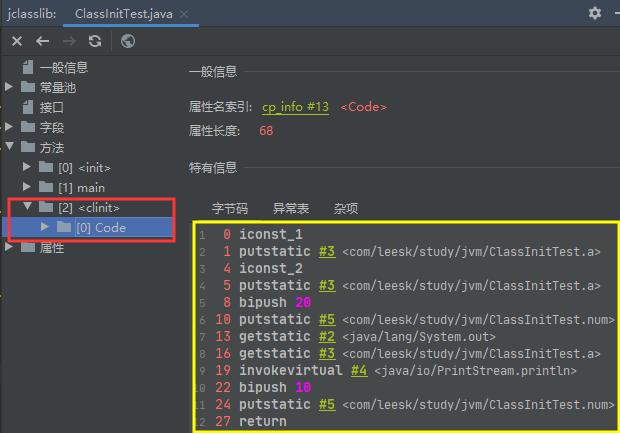 jclasslib: ClassInitTest.java
一般信息
常量池
接口
字段
方法
[0] <init>
[1] main
[2] <clinit>
[0] Code
属性
一般信息
属性名索引: cp_info #13 <Code>
属性长度: 68
特有信息
字节码 异常表 杂项
1 0 iconst_1
2 1 putstatic #3 <com/leesk/study/jvm/ClassInitTest.a>
3 4 iconst_2
4 5 putstatic #3 <com/leesk/study/jvm/ClassInitTest.a>
5 8 bipush 20
6 10 putstatic #5 <com/leesk/study/jvm/ClassInitTest.num>
7 13 getstatic #2 <java/lang/System.out>
8 16 getstatic #3 <com/leesk/study/jvm/ClassInitTest.a>
9 19 invokevirtual #4 <java/io/PrintStream.println>
10 22 bipush 10
11 24 putstatic #5 <com/leesk/study/jvm/ClassInitTest.num>
12 27 return